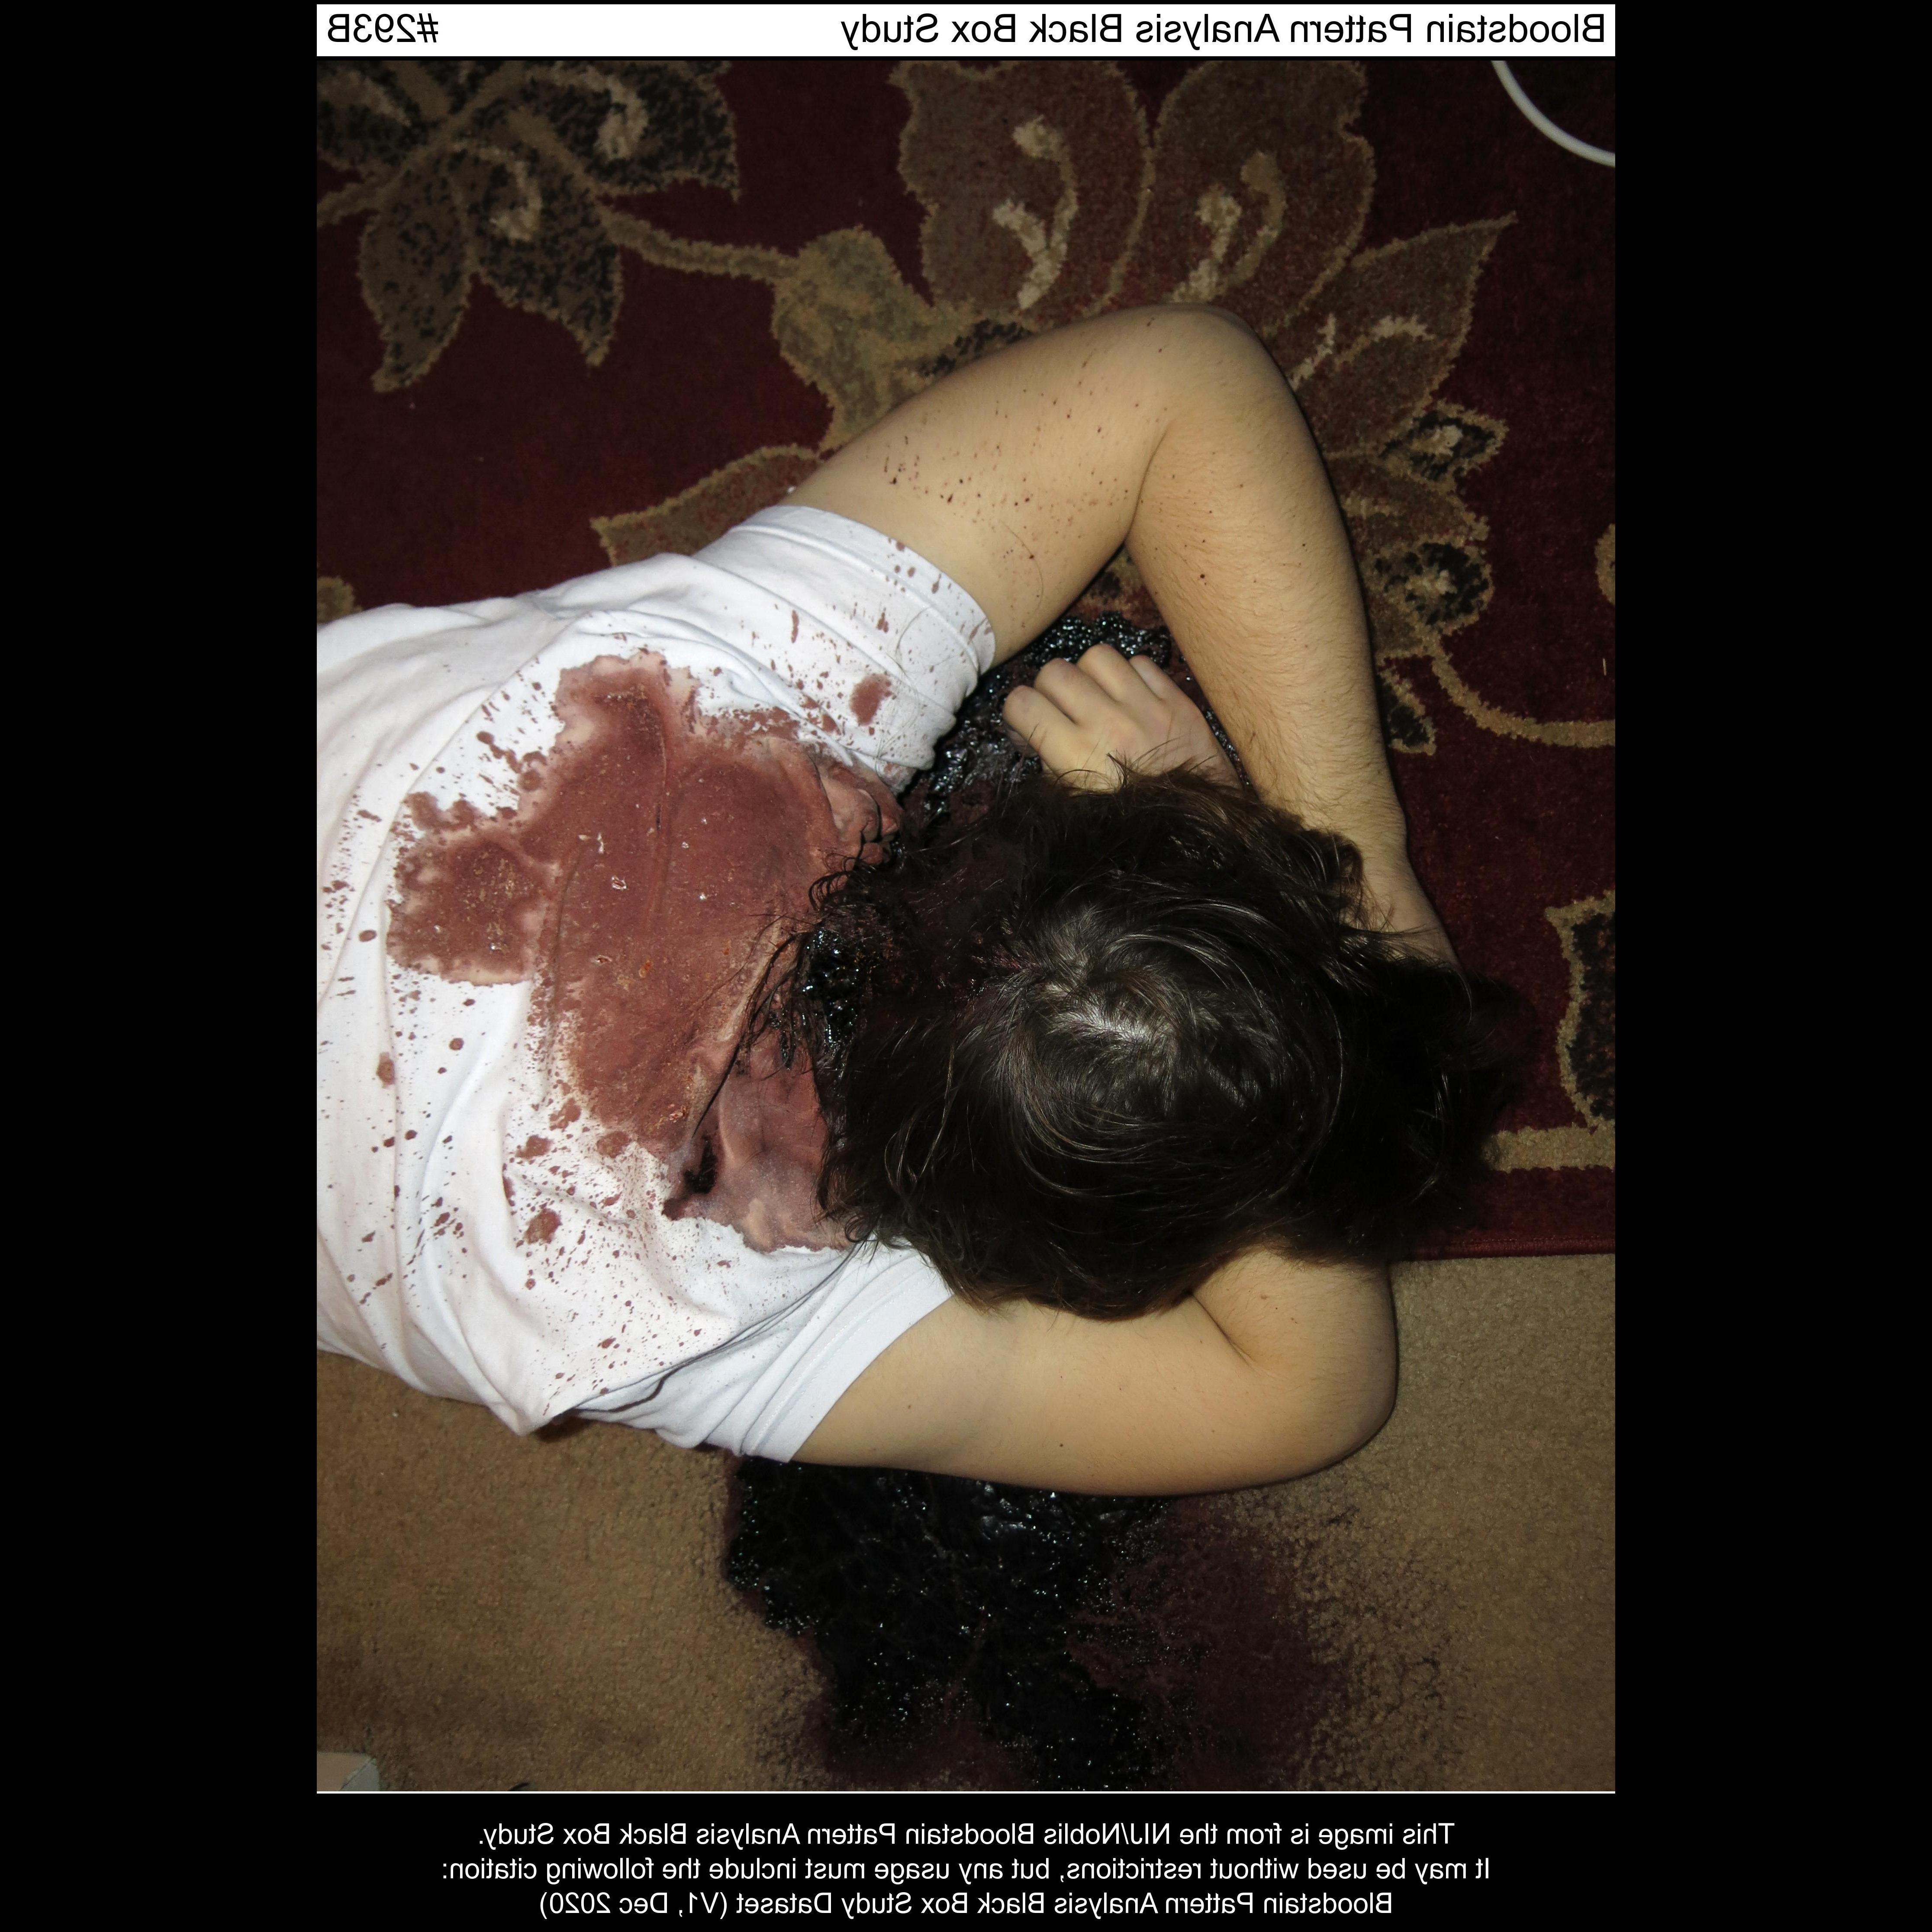 Bloodstain Pattern Analysis Black Box Study #293B
This image is from the NIJ/Noblis Bloodstain Pattern Analysis Black Box Study.
It may be used without restrictions, but any usage must include the following citation:
Bloodstain Pattern Analysis Black Box Study Dataset (V1, Dec 2020)